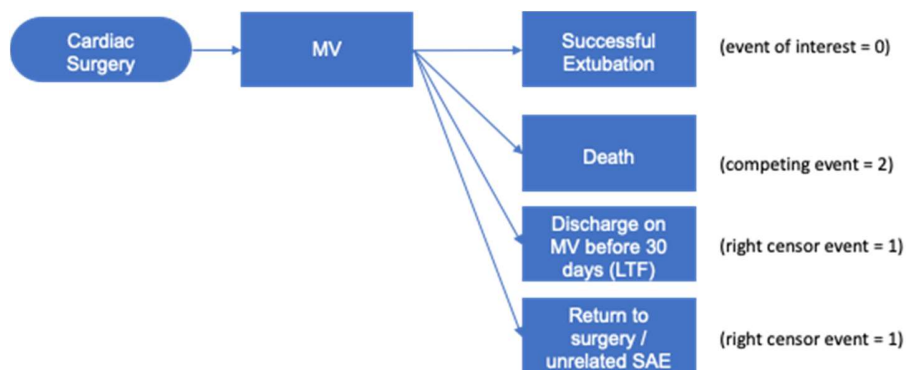 Cardiac
Surgery
MV
Successful
Extubation
(event of interest = 0)
Death
(competing event = 2)
Discharge on
MV before 30
days (LTF)
(right censor event = 1)
Return to
surgery /
unrelated SAE
(right censor event = 1)